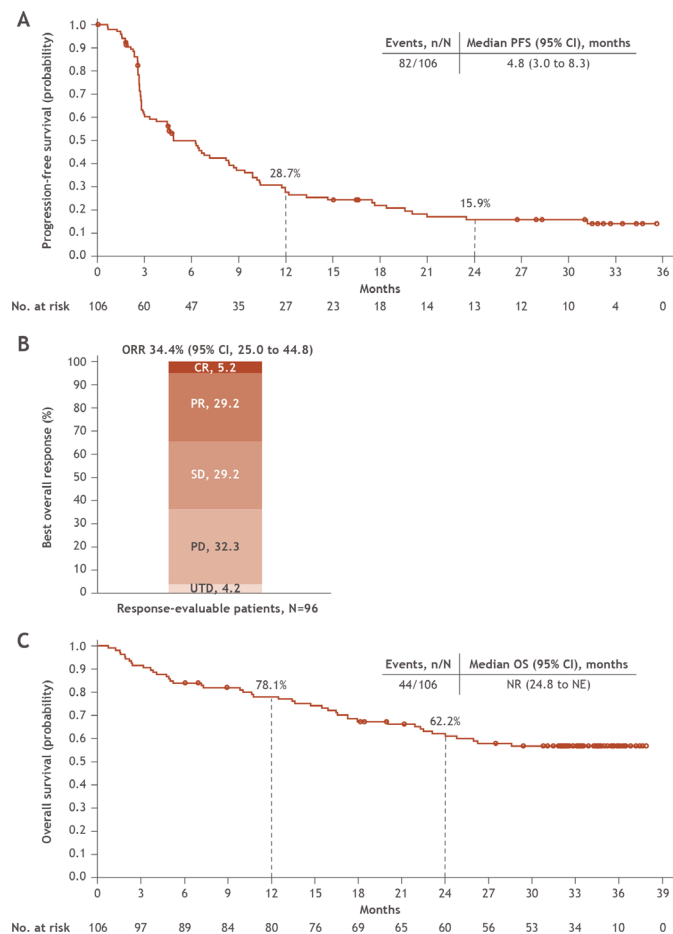 A
Events, n/N Median PFS (95% CI), months
82/106 4.8 (3.0 to 8.3)
Progression-free survival (probability)
1.0
0.9
0.8
0.7
0.6
0.5
0.4
0.3
0.2
0.1
0.0
28.7%
15.9%
0 3 6 9 12 15 18 21 24 27 30 33 36
Months
No. at risk 106 60 47 35 27 23 18 14 13 12 10 4 0
B
ORR 34.4% (95% CI, 25.0 to 44.8)
Best overall response (%)
100
90
80
70
60
50
40
30
20
10
0
CR, 5.2
PR, 29.2
SD, 29.2
PD, 32.3
UTD, 4.2
Response-evaluable patients, N=96
C
Events, n/N Median OS (95% CI), months
44/106 NR (24.8 to NE)
Overall survival (probability)
1.0
0.9
0.8
0.7
0.6
0.5
0.4
0.3
0.2
0.1
0.0
78.1%
62.2%
0 3 6 9 12 15 18 21 24 27 30 33 36 39
Months
No. at risk 106 97 89 84 80 76 69 65 60 56 53 34 10 0